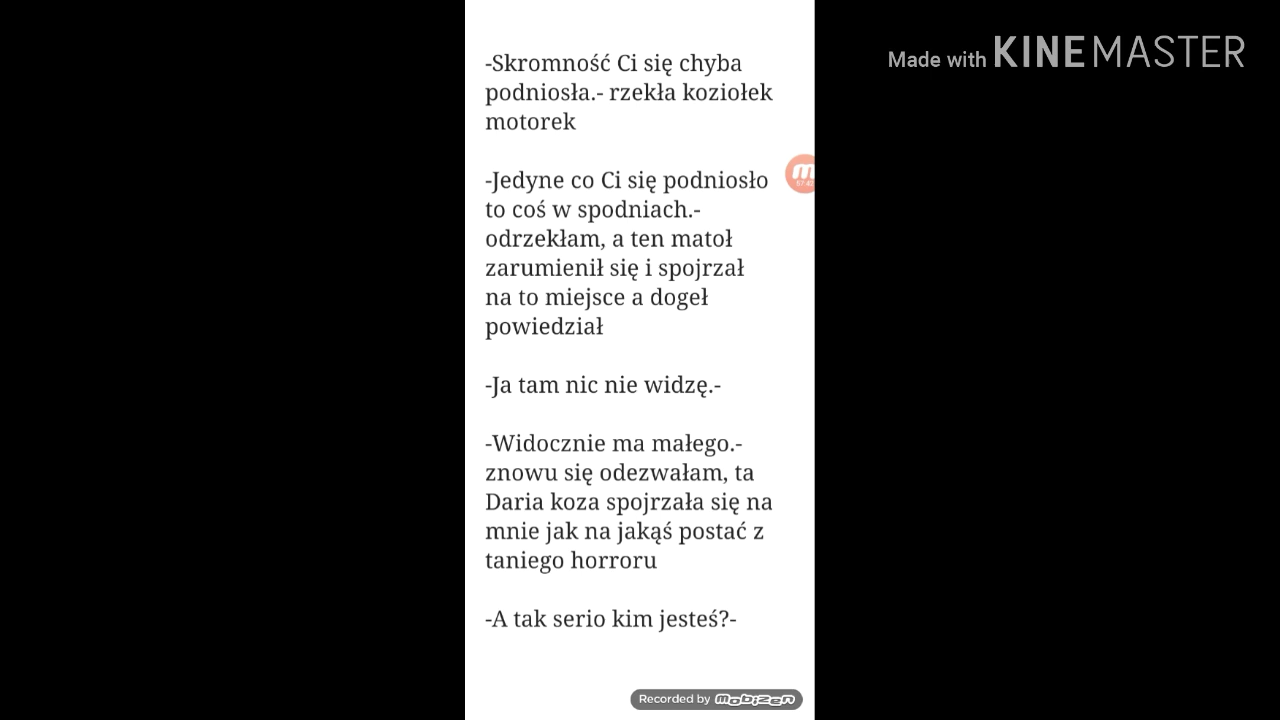 Made with KINEMASTER
-Skromność Ci się chyba
podniosła.- rzekła koziołek
motorek
-Jedyne co Ci się podniosło
to coś w spodniach.-
odrzekłam, a ten matoł
zarumienił się i spojrzał
na to miejsce a dogeł
powiedział
-Ja tam nic nie widzę.-
-Widocznie ma małego.-
znowu się odezwałam, ta
Daria koza spojrzała się na
mnie jak na jakąś postać z
taniego horroru
-A tak serio kim jesteś?-
Recorded by mobizen